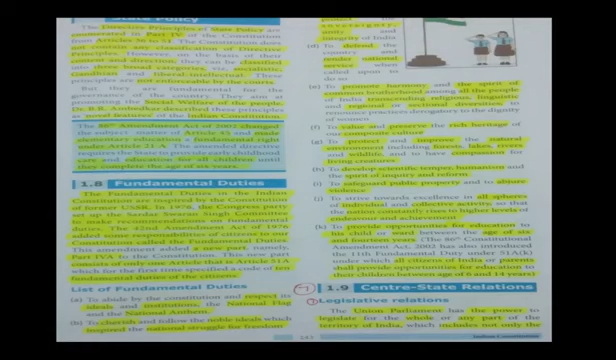 State Policy
The Directive Principles of State Policy are
enumerated in Part IV of the Constitution
from Articles 36 to 51. The Constitution does
not contain any classification of Directive
Principles. However, on the basis of their
content and direction, they can be classified
into three broad categories, viz, socialistic,
Gandhian and liberal-intellectual. These
principles are not enforceable by the courts.
But they are fundamental for the
governance of the country. They aim at
promoting the Social Welfare of the people.
Dr. B.R. Ambedkar described these principles
as 'novel features' of the Indian Constitution.
The 86th Amendment Act of 2002 changed
the subject matter of Article 45 and made
elementary education a fundamental right
under Article 21 A. The amended directive
requires the State to provide early childhood
care and education for all children until
they complete the age of six years.
1.8 Fundamental Duties
The Fundamental Duties in the Indian
Constitution are inspired by the Constitution
of former USSR. In 1976, the Congress party
set up the Sardar Swaran Singh Committee
to make recommendations on fundamental
duties. The 42nd Amendment Act of 1976
added some responsibilities of citizens to our
Constitution called the Fundamental Duties.
This amendment added a new part, namely,
Part IVA to the Constitution. This new part
consists of only one Article that is Article 51A
which for the first time specified a code of ten
fundamental duties of the citizens.
List of Fundamental Duties
(a) To abide by the constitution and respect its
ideals and institutions, the National Flag
and the National Anthem.
(b) To cherish and follow the noble ideals which
inspired the national struggle for freedom
protect the
sovereignty,
unity and
integrity of India
(d) To defend the
country and
render national
service when
called upon to
do so
(e) To promote harmony and the spirit of
common brotherhood among all the people
of India transcending religious, linguistic
and regional or sectional diversities, to
renounce practices derogatory to the dignity
of women
(f) To value and preserve the rich heritage of
our composite culture
(g) To protect and improve the natural
environment including forests, lakes, rivers
and wildlife, and to have compassion for
living creatures
(h) To develop scientific temper, humanism and
the spirit of inquiry and reform
(i) To safeguard public property and to abjure
violence
(j) To strive towards excellence in all spheres
of individual and collective activity so that the
nation constantly rises to higher levels of
endeavour and achievement
(k) To provide opportunities for education to
his child or ward between the age of six
and fourteen years (The 86th Constitutional
Amendment Act, 2002 has also introduced
the 11th Fundamental Duty under 51A(k)
under which all citizens of India or parents
shall provide opportunities for education to
their children between age of 6 and 14 years)
1.9 Centre-State Relations
Legislative relations
The Union Parliament has the power to
legislate for the whole or any part of the
territory of India, which includes not only the
Indian Constitution